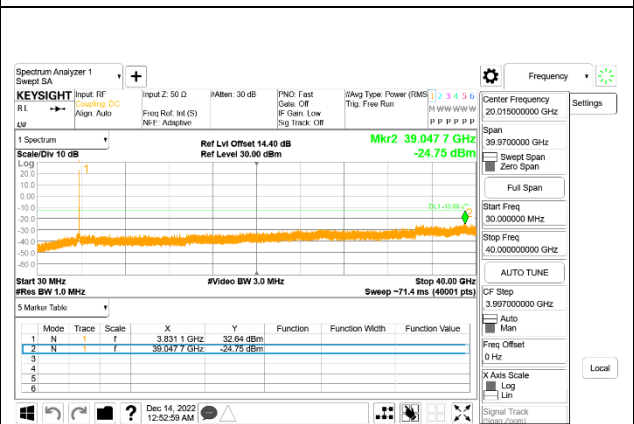 Spectrum Analyzer 1
Swept SA
Frequency
KEYSIGHT
Input: RF
Input Z: 50 Ω
#Atten: 30 dB
PNO: Fast
#Avg Type: Power (RMS
1 2 3 4 5 6
RL
Coupling: DC
Gate: Off
Trig: Free Run
M W W W W W
Align: Auto
Freq Ref: Int (S)
IF Gain: Low
NFE: Adaptive
Sig Track: Off
P P P P P P
Center Frequency
20.015000000 GHz
Settings
Span
39.9700000 GHz
Swept Span
Zero Span
Full Span
Start Freq
30.000000 MHz
Stop Freq
40.000000000 GHz
AUTO TUNE
CF Step
3.997000000 GHz
Auto
Man
Freq Offset
0 Hz
X Axis Scale
Log
Lin
Signal Track
(Span Zoom)
Local
1 Spectrum
Scale/Div 10 dB
Ref Lvl Offset 14.40 dB
Ref Level 30.00 dBm
Mkr2 39.047 7 GHz
-24.75 dBm
Log
20.0
10.0
0.00
-10.0
-20.0
-30.0
-40.0
-50.0
-60.0
1
2
Start 30 MHz
#Video BW 3.0 MHz
Stop 40.00 GHz
#Res BW 1.0 MHz
Sweep ~71.4 ms (40001 pts)
5 Marker Table
Mode Trace Scale X Y Function Function Width Function Value
1 N 1 f 3.831 1 GHz 32.64 dBm
2 N 1 f 39.047 7 GHz -24.75 dBm
3
4
5
6
?
Dec 14, 2022
12:52:59 AM